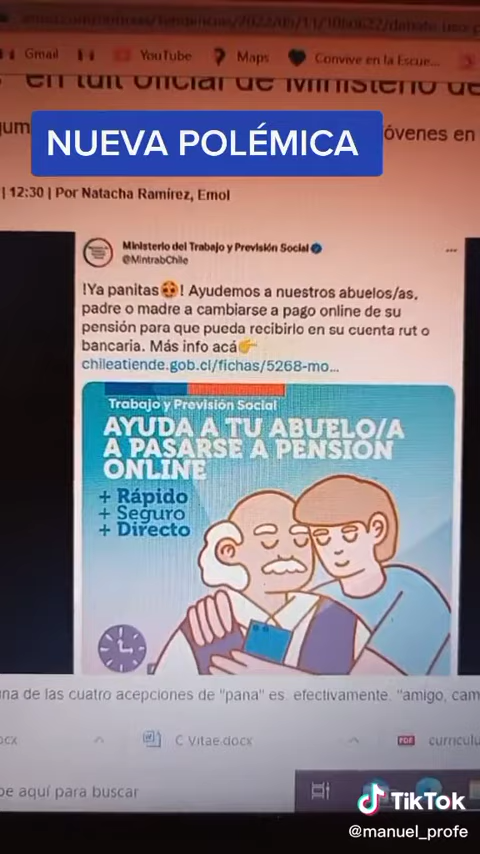 Gmail
YouTube
Maps
Convive en la Escue...
en tuit oficial de Ministerio de
NUEVA POLÉMICA
óvenes en
| 12:30 | Por Natacha Ramírez, Emol
Ministerio del Trabajo y Previsión Social
@MintrabChile
!Ya panitas🤩! Ayudemos a nuestros abuelos/as,
padre o madre a cambiarse a pago online de su
pensión para que pueda recibirlo en su cuenta rut o
bancaria. Más info acá👉
chileatiende.gob.cl/fichas/5268-mo...
Trabajo y Previsión Social
AYUDA A TU ABUELO/A
A PASARSE A PENSIÓN
ONLINE
+ Rápido
+ Seguro
+ Directo
una de las cuatro acepciones de "pana" es, efectivamente, "amigo, cam
C Vitae.docx
curriculu
aquí para buscar
TikTok
@manuel_profe